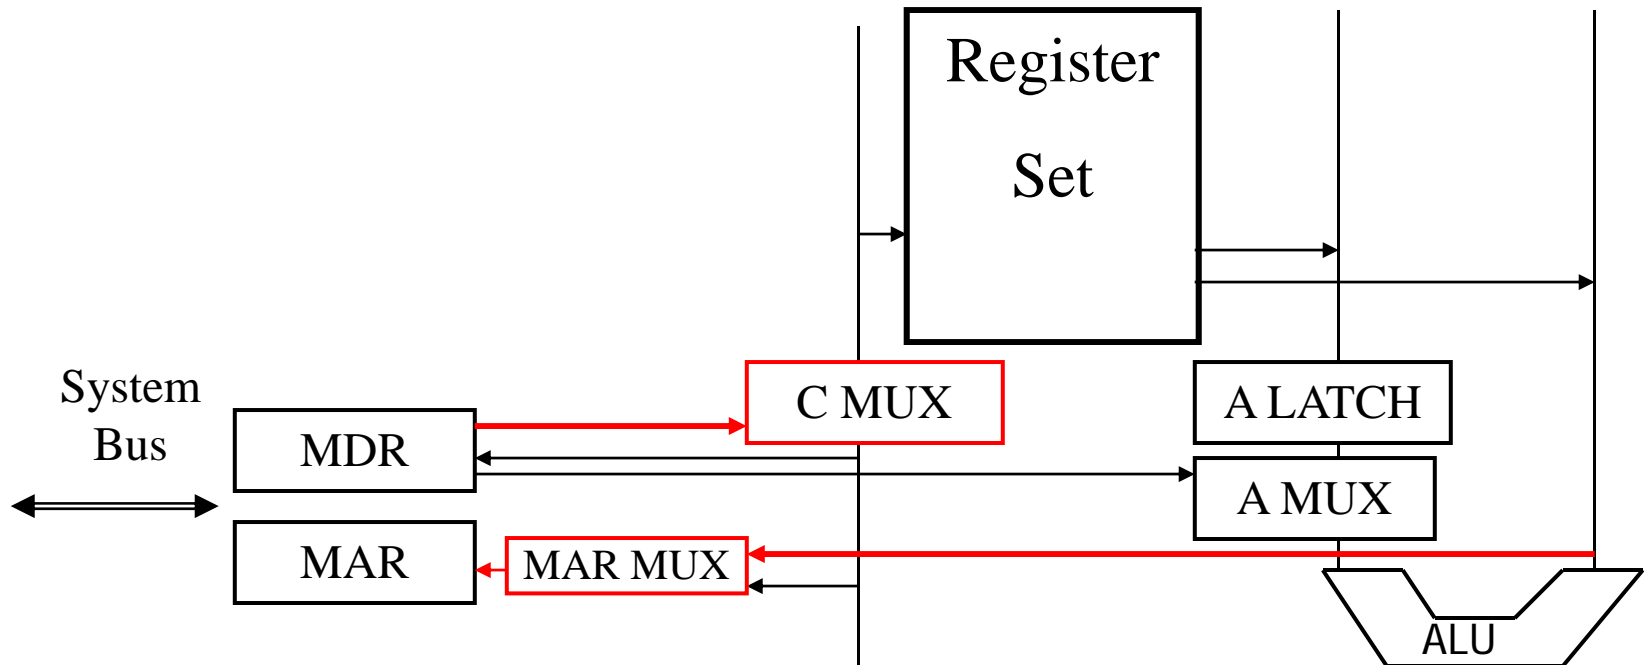 Register
Set
System
Bus
C MUX
A LATCH
MDR
A MUX
MAR
MAR MUX
ALU